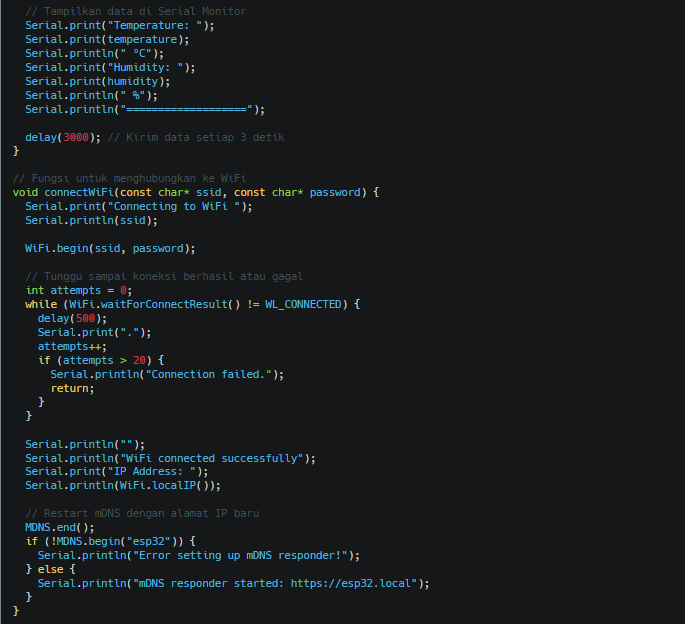 // Tampilkan data di Serial Monitor
Serial.print("Temperature: ");
Serial.print(temperature);
Serial.println(" °C");
Serial.print("Humidity: ");
Serial.print(humidity);
Serial.println(" %");
Serial.println("===================");
delay(3000); // Kirim data setiap 3 detik
}
// Fungsi untuk menghubungkan ke WiFi
void connectWiFi(const char* ssid, const char* password) {
Serial.print("Connecting to WiFi ");
Serial.println(ssid);
WiFi.begin(ssid, password);
// Tunggu sampai koneksi berhasil atau gagal
int attempts = 0;
while (WiFi.waitForConnectResult() != WL_CONNECTED) {
delay(500);
Serial.print(".");
attempts++;
if (attempts > 20) {
Serial.println("Connection failed.");
return;
}
}
Serial.println("");
Serial.println("WiFi connected successfully");
Serial.print("IP Address: ");
Serial.println(WiFi.localIP());
// Restart mDNS dengan alamat IP baru
MDNS.end();
if (!MDNS.begin("esp32")) {
Serial.println("Error setting up mDNS responder!");
} else {
Serial.println("mDNS responder started: https://esp32.local");
}
}